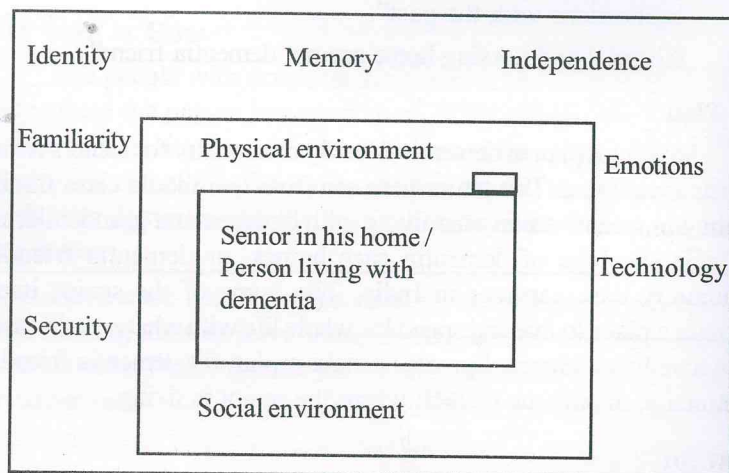 Identity Memory Independence
Familiarity Physical environment
Emotions
Senior in his home /
Person living with Technology
dementia
Security
Social environment